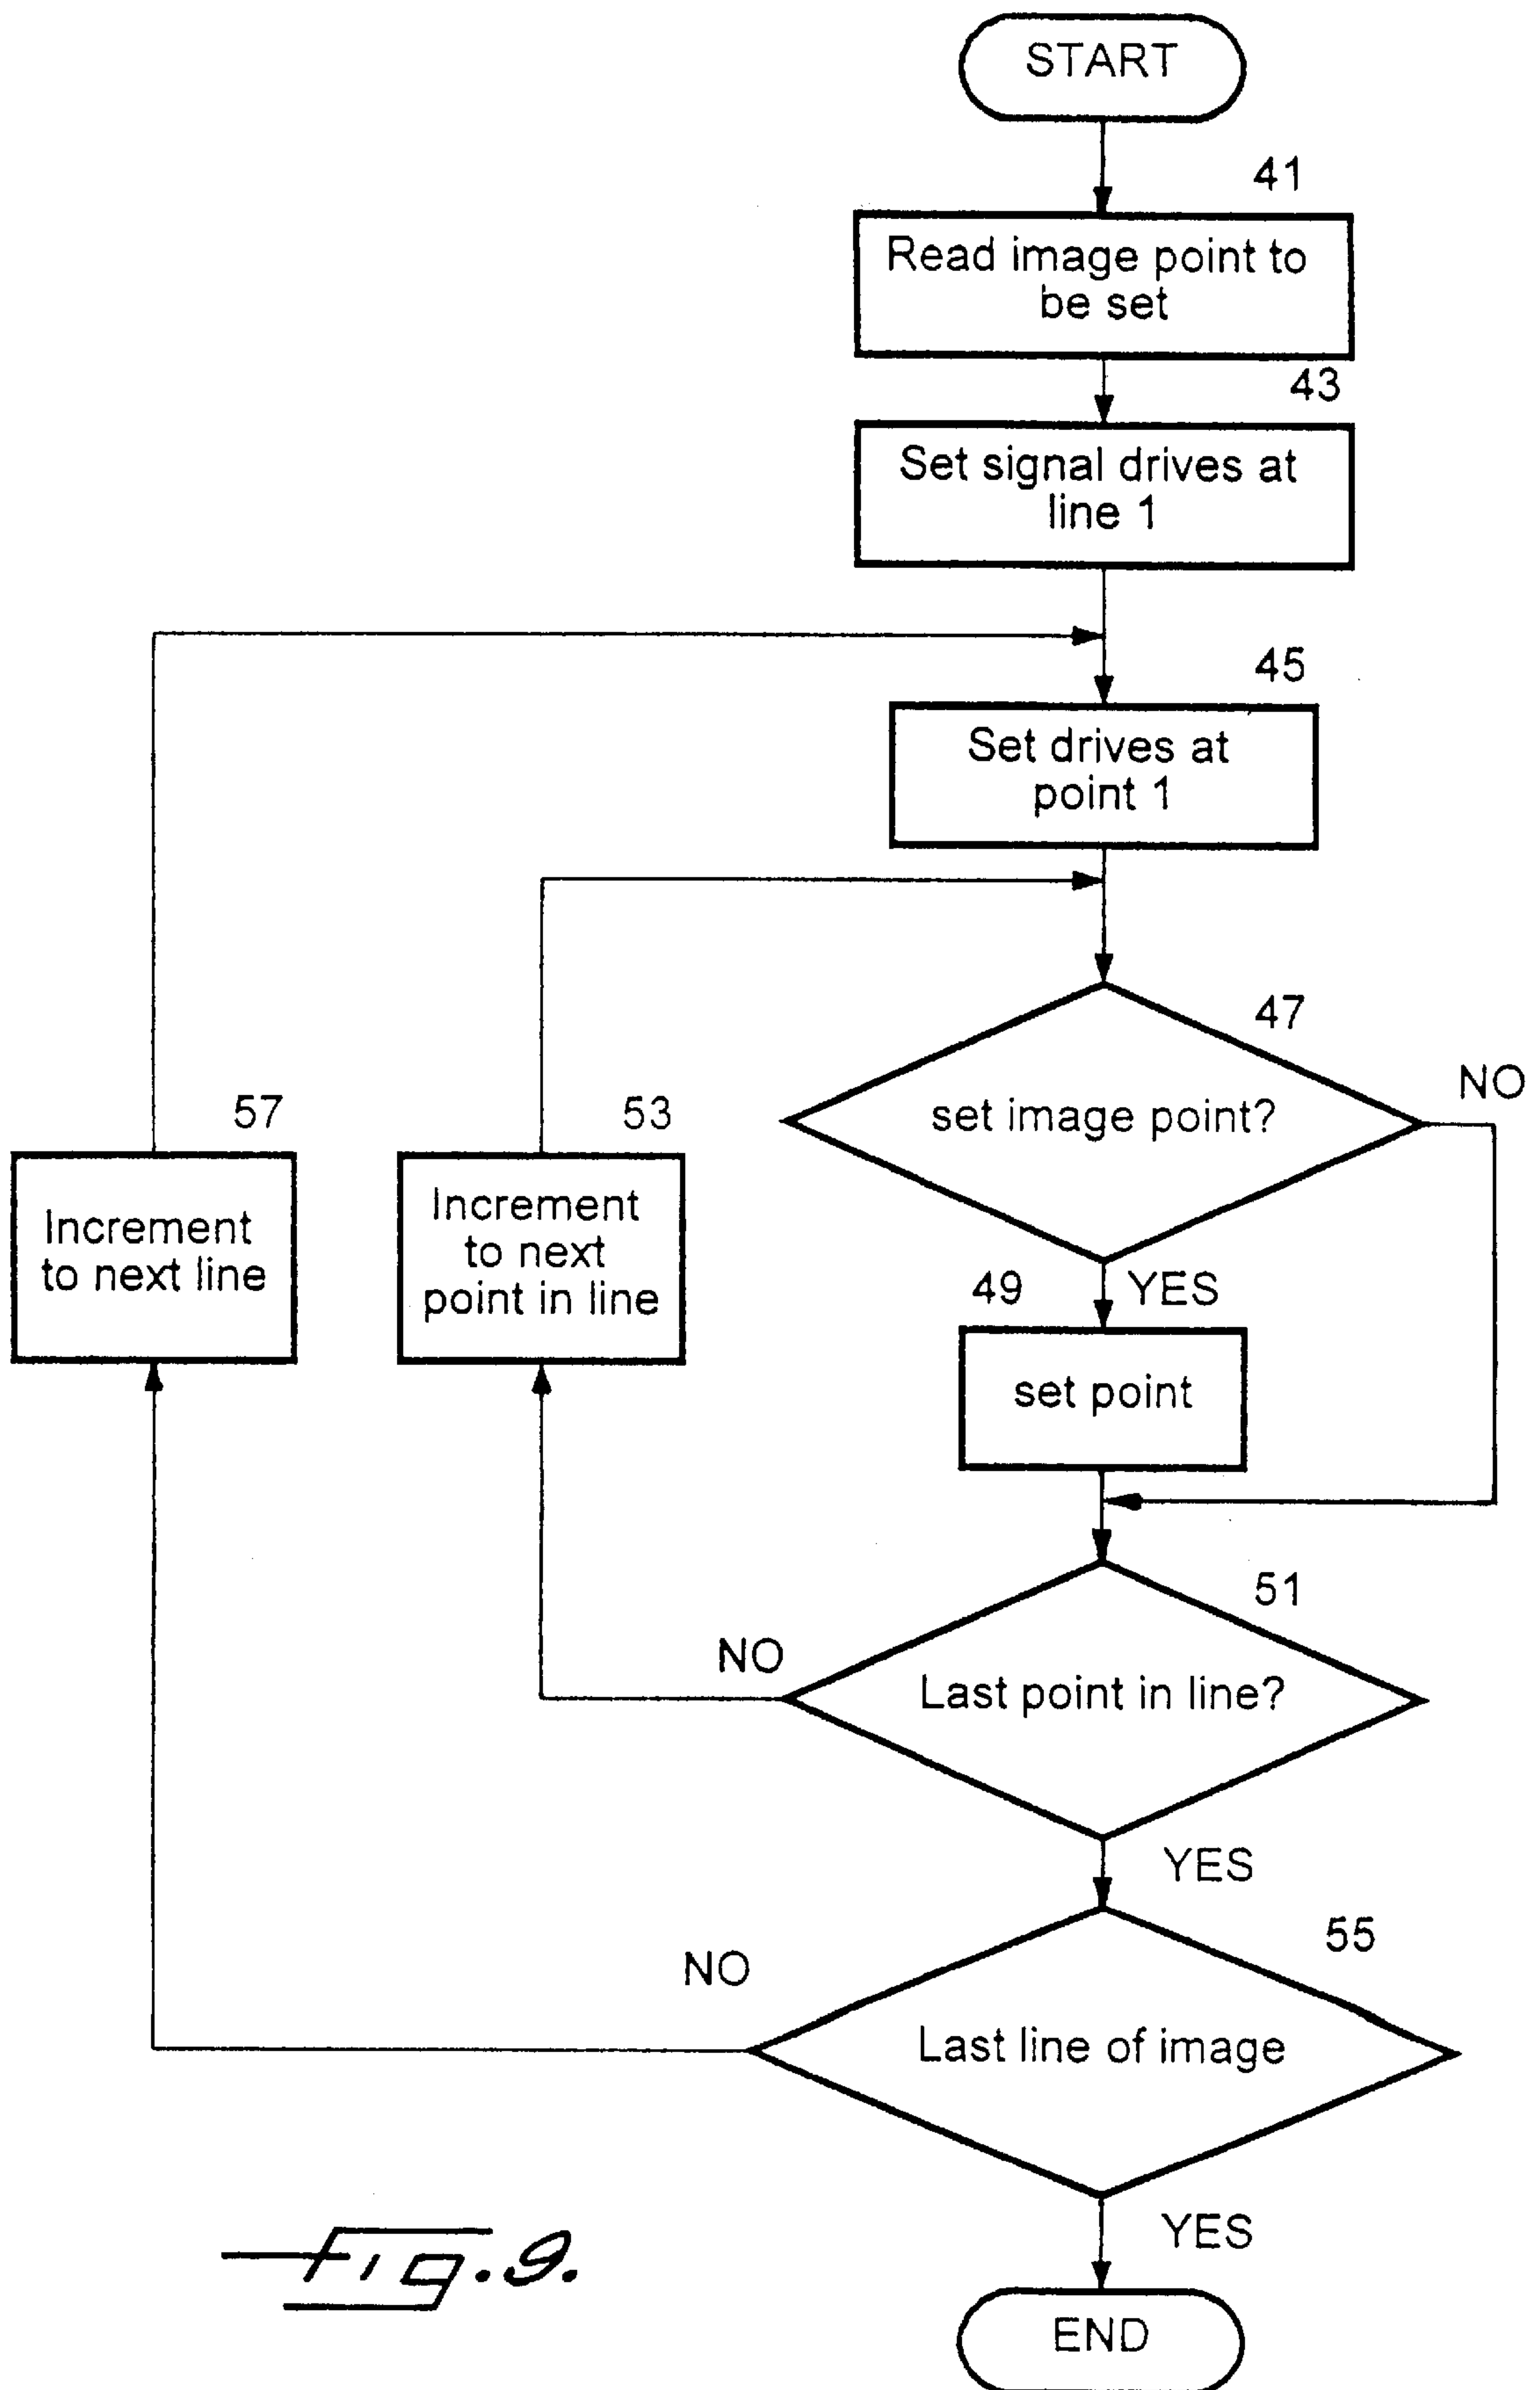 START
41
Read image point to
be set
43
Set signal drives at
line 1
45
Set drives at
point 1
47
set image point?
NO
57
Increment
to next line
53
Increment
to next
point in line
49
YES
set point
51
Last point in line?
NO
YES
55
Last line of image
NO
YES
END
Fig. 9.